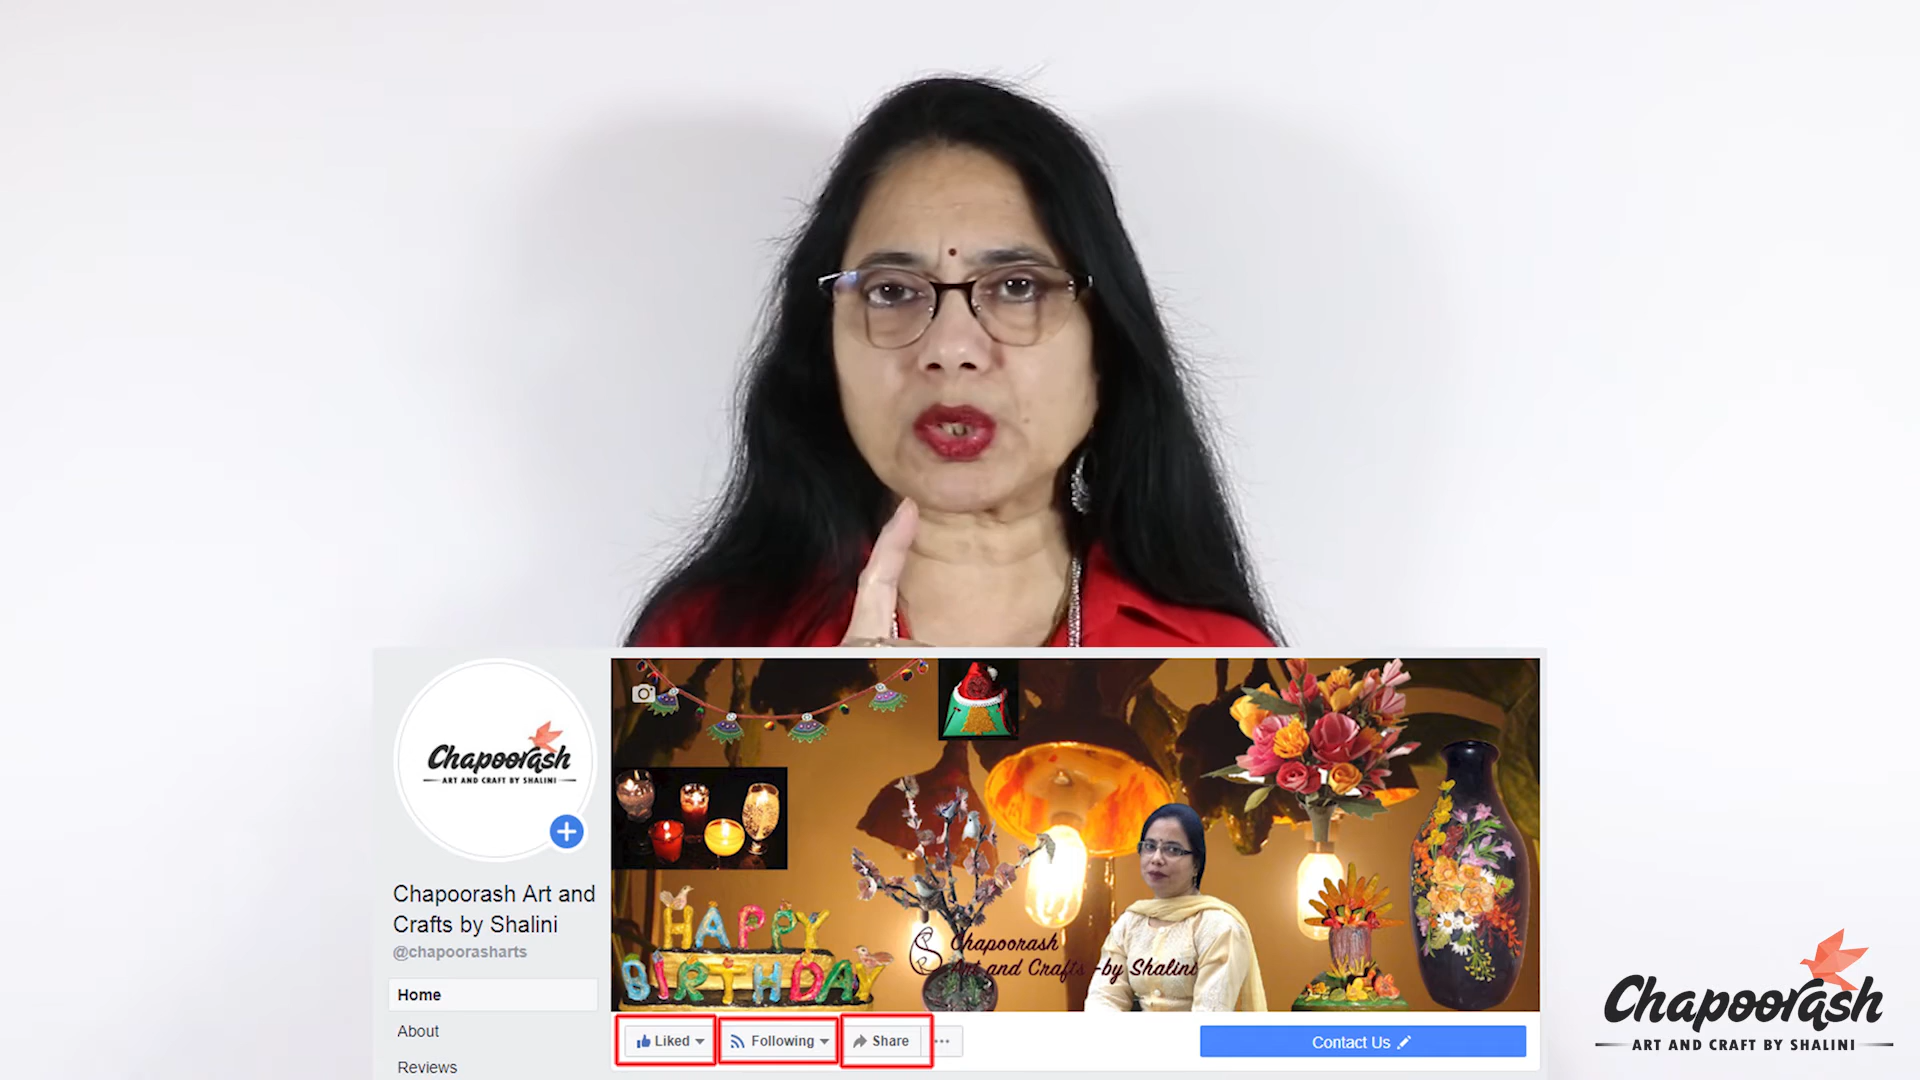 Chapoorash
ART AND CRAFT BY SHALINI
Chapoorash Art and
Crafts by Shalini
@chapoorasharts
Home
About
Reviews
HAPPY
BIRTHDAY
Chapoorash
Art and Crafts -by Shalini
Liked
Following
Share
Contact Us
Chapoorash
ART AND CRAFT BY SHALINI